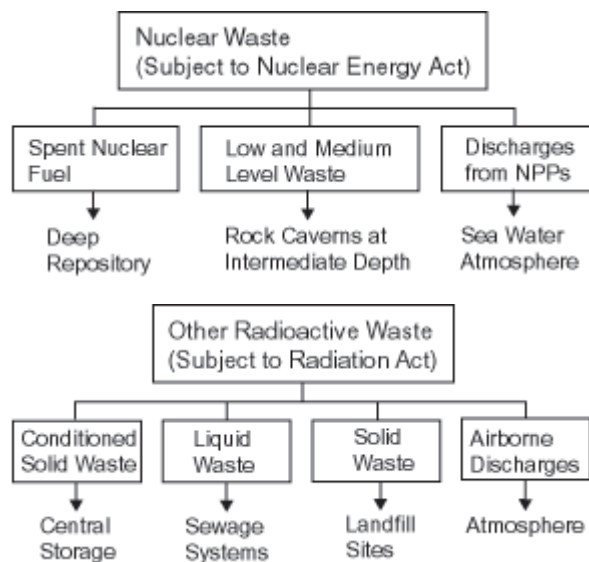 Nuclear Waste
(Subject to Nuclear Energy Act)
Spent Nuclear
Fuel
Low and Medium
Level Waste
Discharges
from NPPs
Deep
Repository
Rock Caverns at
Intermediate Depth
Sea Water
Atmosphere
Other Radioactive Waste
(Subject to Radiation Act)
Conditioned
Solid Waste
Liquid
Waste
Solid
Waste
Airborne
Discharges
Central
Storage
Sewage
Systems
Landfill
Sites
Atmosphere